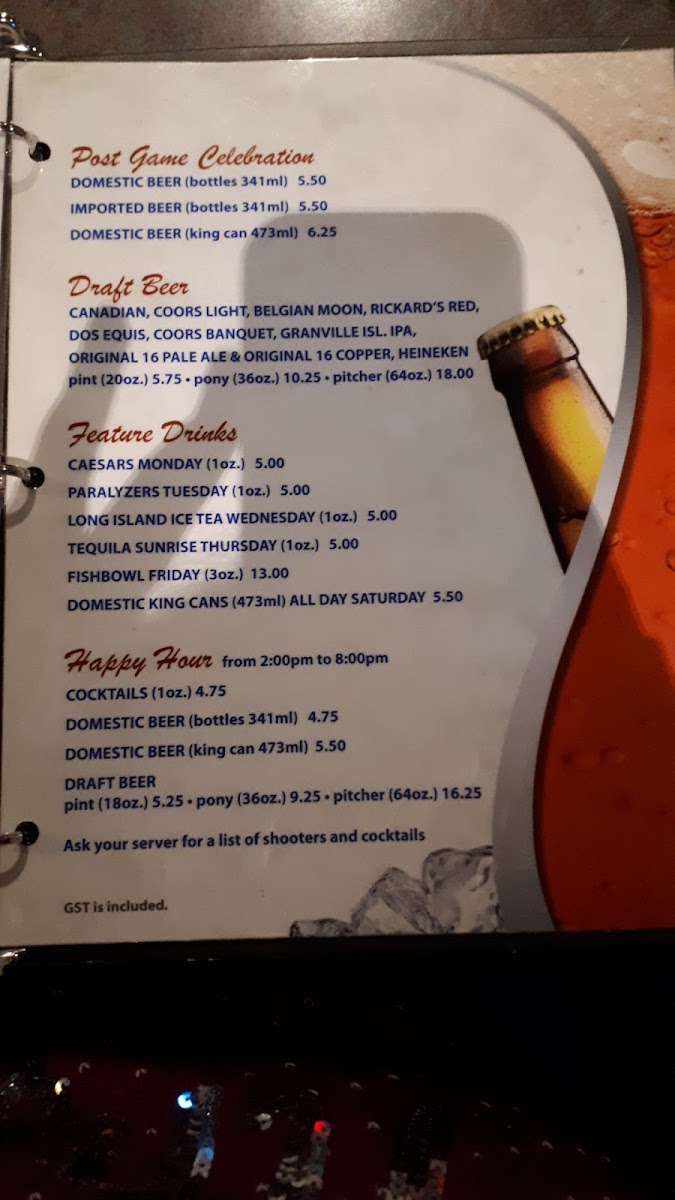 Post Game Celebration
DOMESTIC BEER (bottles 341ml) 5.50
IMPORTED BEER (bottles 341ml) 5.50
DOMESTIC BEER (king can 473ml) 6.25
Draft Beer
CANADIAN, COORS LIGHT, BELGIAN MOON, RICKARD'S RED,
DOS EQUIS, COORS BANQUET, GRANVILLE ISL. IPA,
ORIGINAL 16 PALE ALE & ORIGINAL 16 COPPER, HEINEKEN
pint (20oz.) 5.75 • pony (36oz.) 10.25 • pitcher (64oz.) 18.00
Feature Drinks
CAESARS MONDAY (1oz.) 5.00
PARALYZERS TUESDAY (1oz.) 5.00
LONG ISLAND ICE TEA WEDNESDAY (1oz.) 5.00
TEQUILA SUNRISE THURSDAY (1oz.) 5.00
FISHBOWL FRIDAY (3oz.) 13.00
DOMESTIC KING CANS (473ml) ALL DAY SATURDAY 5.50
Happy Hour from 2:00pm to 8:00pm
COCKTAILS (1oz.) 4.75
DOMESTIC BEER (bottles 341ml) 4.75
DOMESTIC BEER (king can 473ml) 5.50
DRAFT BEER
pint (18oz.) 5.25 • pony (36oz.) 9.25 • pitcher (64oz.) 16.25
Ask your server for a list of shooters and cocktails
GST is included.